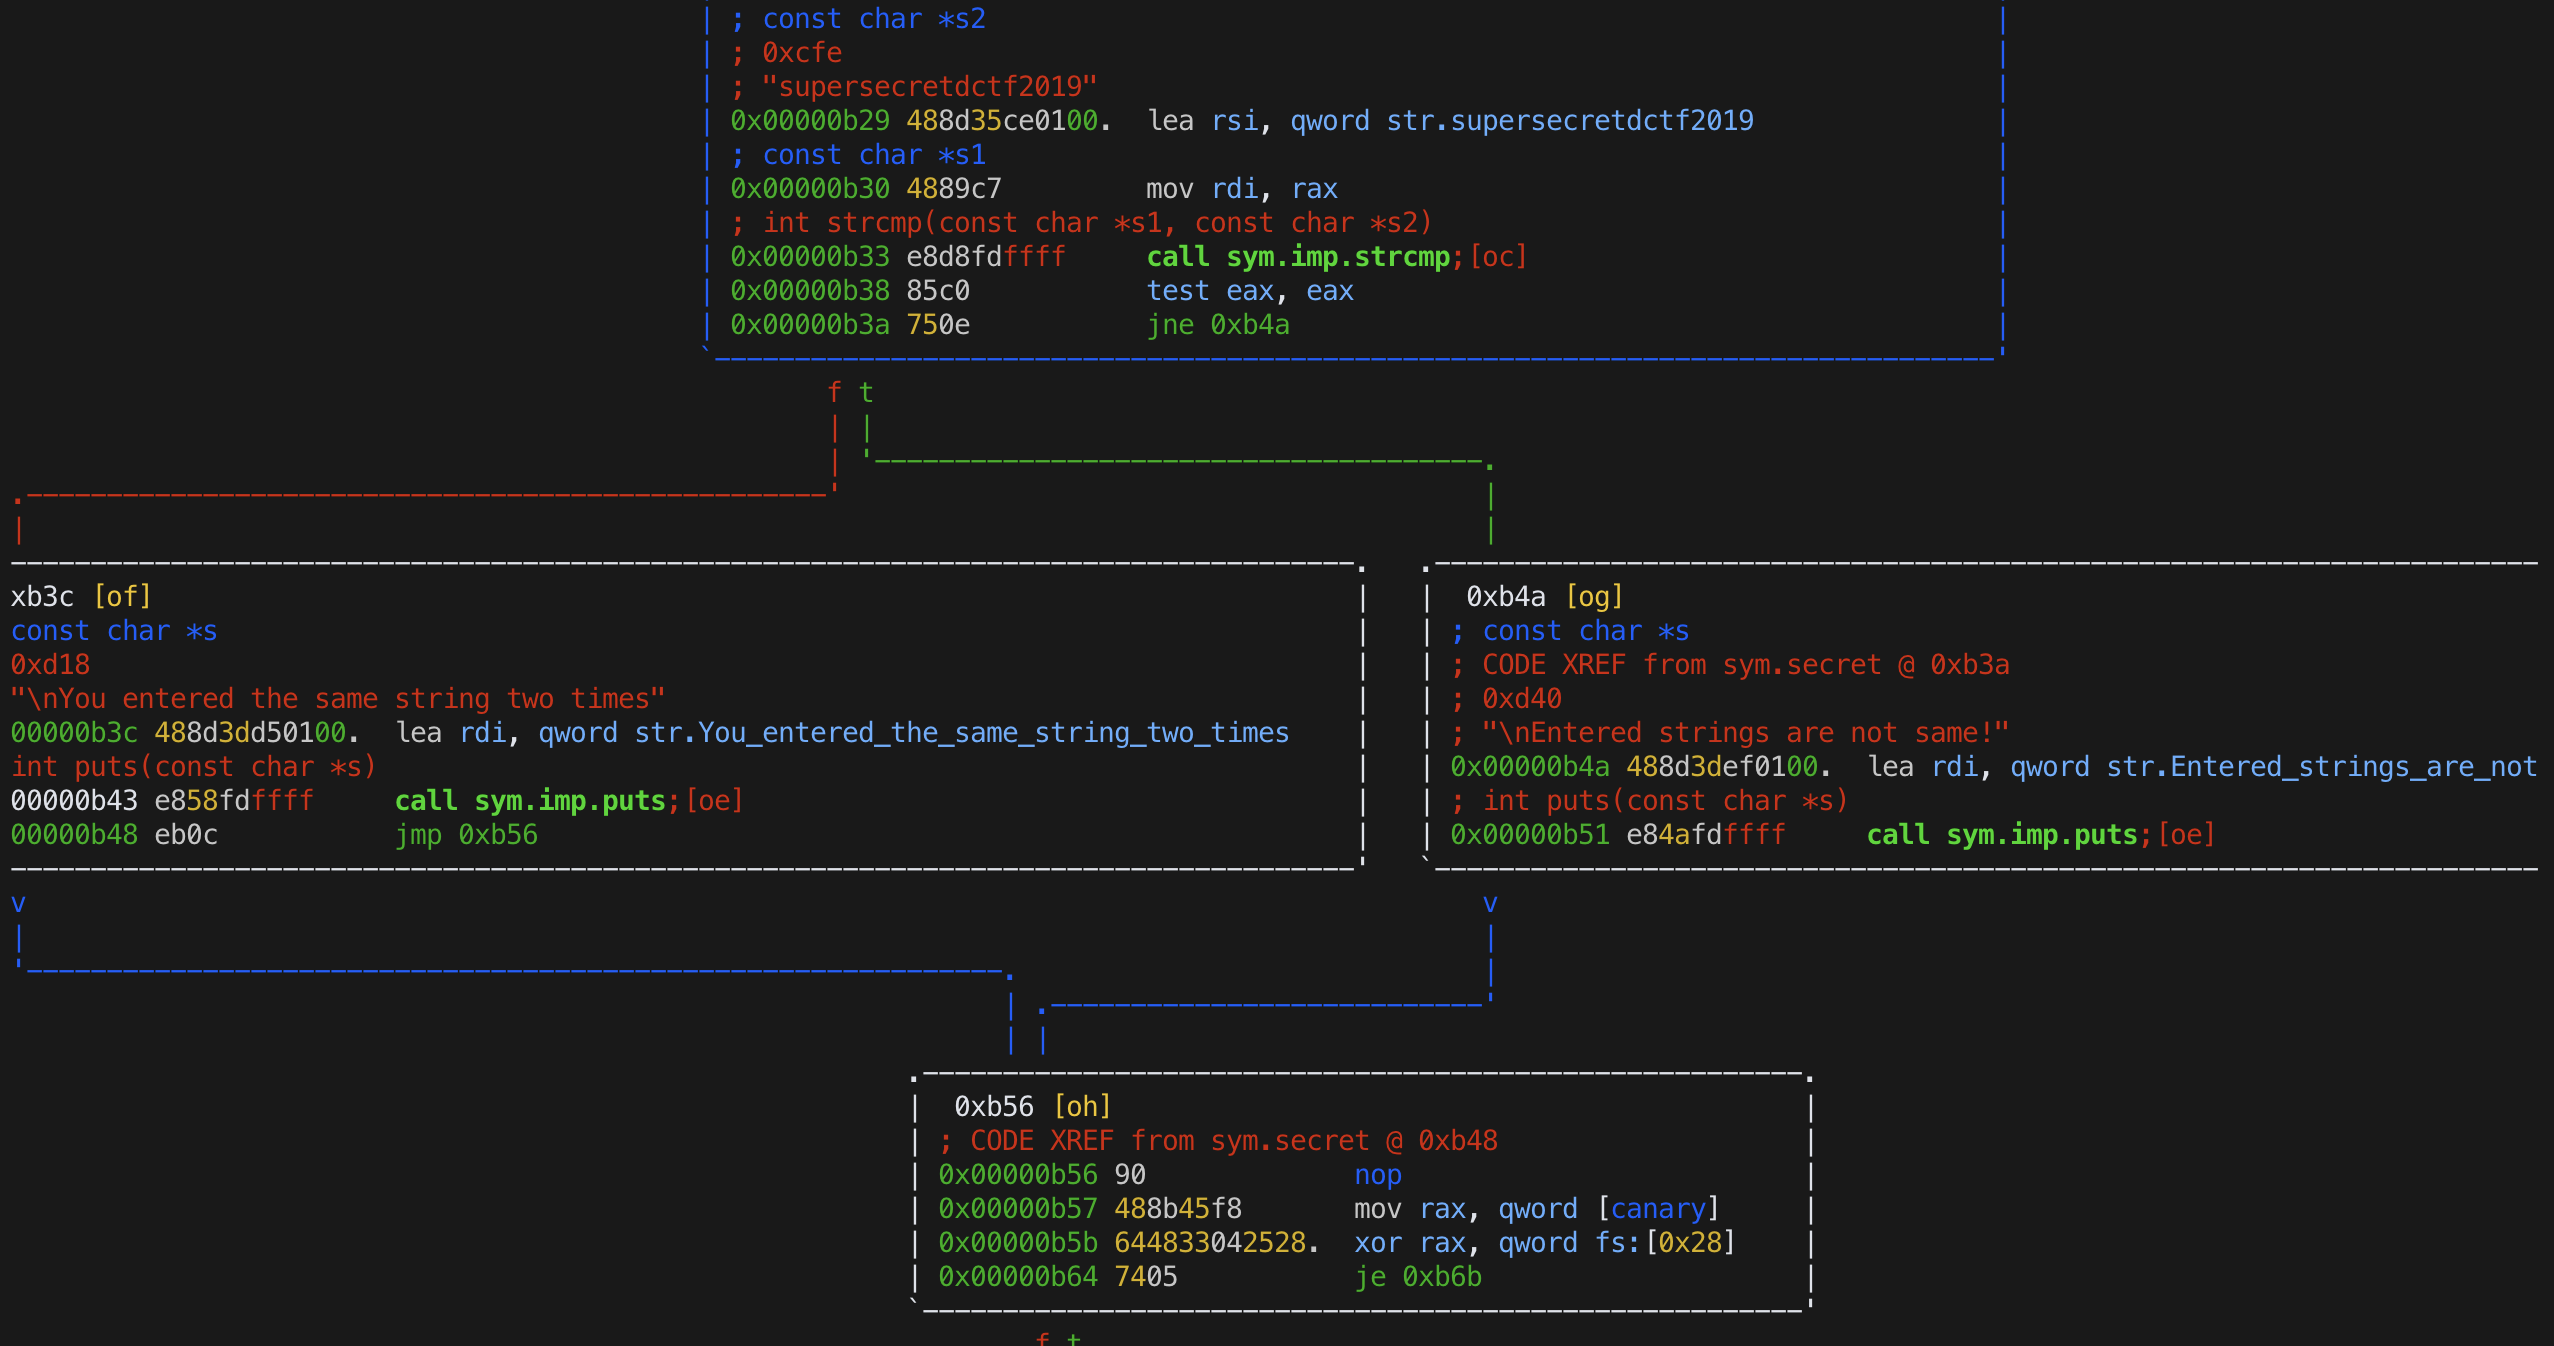 ; const char *s2
; 0xcfe
; "supersecretdctf2019"
0x00000b29 488d35ce0100. lea rsi, qword str.supersecretdctf2019
; const char *s1
0x00000b30 4889c7 mov rdi, rax
; int strcmp(const char *s1, const char *s2)
0x00000b33 e8d8fdffff call sym.imp.strcmp;[oc]
0x00000b38 85c0 test eax, eax
0x00000b3a 750e jne 0xb4a
f t
xb3c [of]
const char *s
0xd18
"\nYou entered the same string two times"
00000b3c 488d3dd50100. lea rdi, qword str.You_entered_the_same_string_two_times
int puts(const char *s)
00000b43 e858fdffff call sym.imp.puts;[oe]
00000b48 eb0c jmp 0xb56
v
0xb4a [og]
; const char *s
; CODE XREF from sym.secret @ 0xb3a
; 0xd40
; "\nEntered strings are not same!"
0x00000b4a 488d3def0100. lea rdi, qword str.Entered_strings_are_not
; int puts(const char *s)
0x00000b51 e84afdffff call sym.imp.puts;[oe]
v
0xb56 [oh]
; CODE XREF from sym.secret @ 0xb48
0x00000b56 90 nop
0x00000b57 488b45f8 mov rax, qword [canary]
0x00000b5b 644833042528. xor rax, qword fs:[0x28]
0x00000b64 7405 je 0xb6b
f t